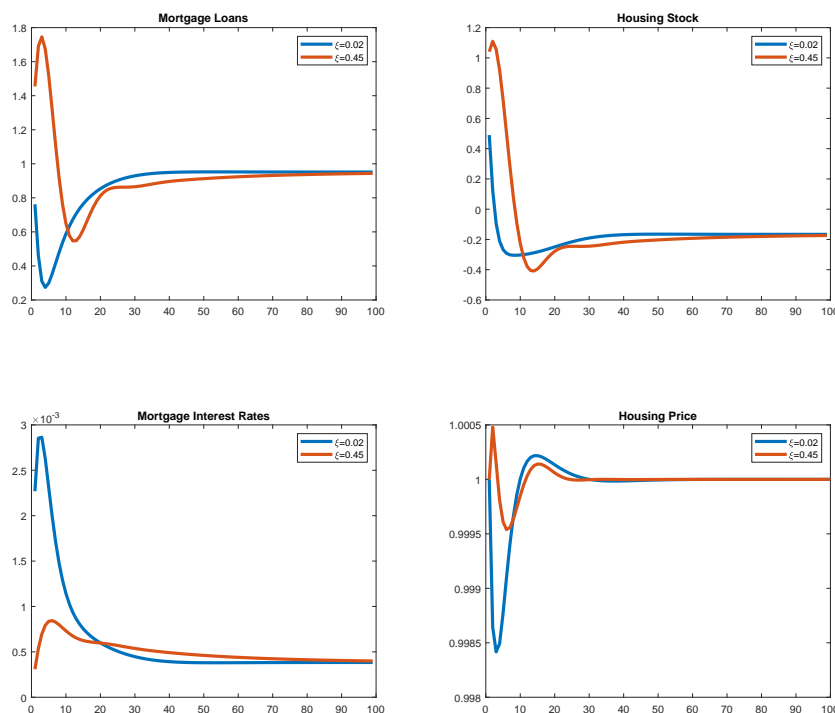 Mortgage Loans
1.8
1.6
1.4
1.2
1
0.8
0.6
0.4
0.2
0 10 20 30 40 50 60 70 80 90 100
ξ=0.02
ξ=0.45
Housing Stock
1.2
1
0.8
0.6
0.4
0.2
0
-0.2
-0.4
-0.6
0 10 20 30 40 50 60 70 80 90 100
ξ=0.02
ξ=0.45
Mortgage Interest Rates
×10⁻³
3
2.5
2
1.5
1
0.5
0
0 10 20 30 40 50 60 70 80 90 100
ξ=0.02
ξ=0.45
Housing Price
1.0005
1
0.9995
0.999
0.9985
0.998
0 10 20 30 40 50 60 70 80 90 100
ξ=0.02
ξ=0.45